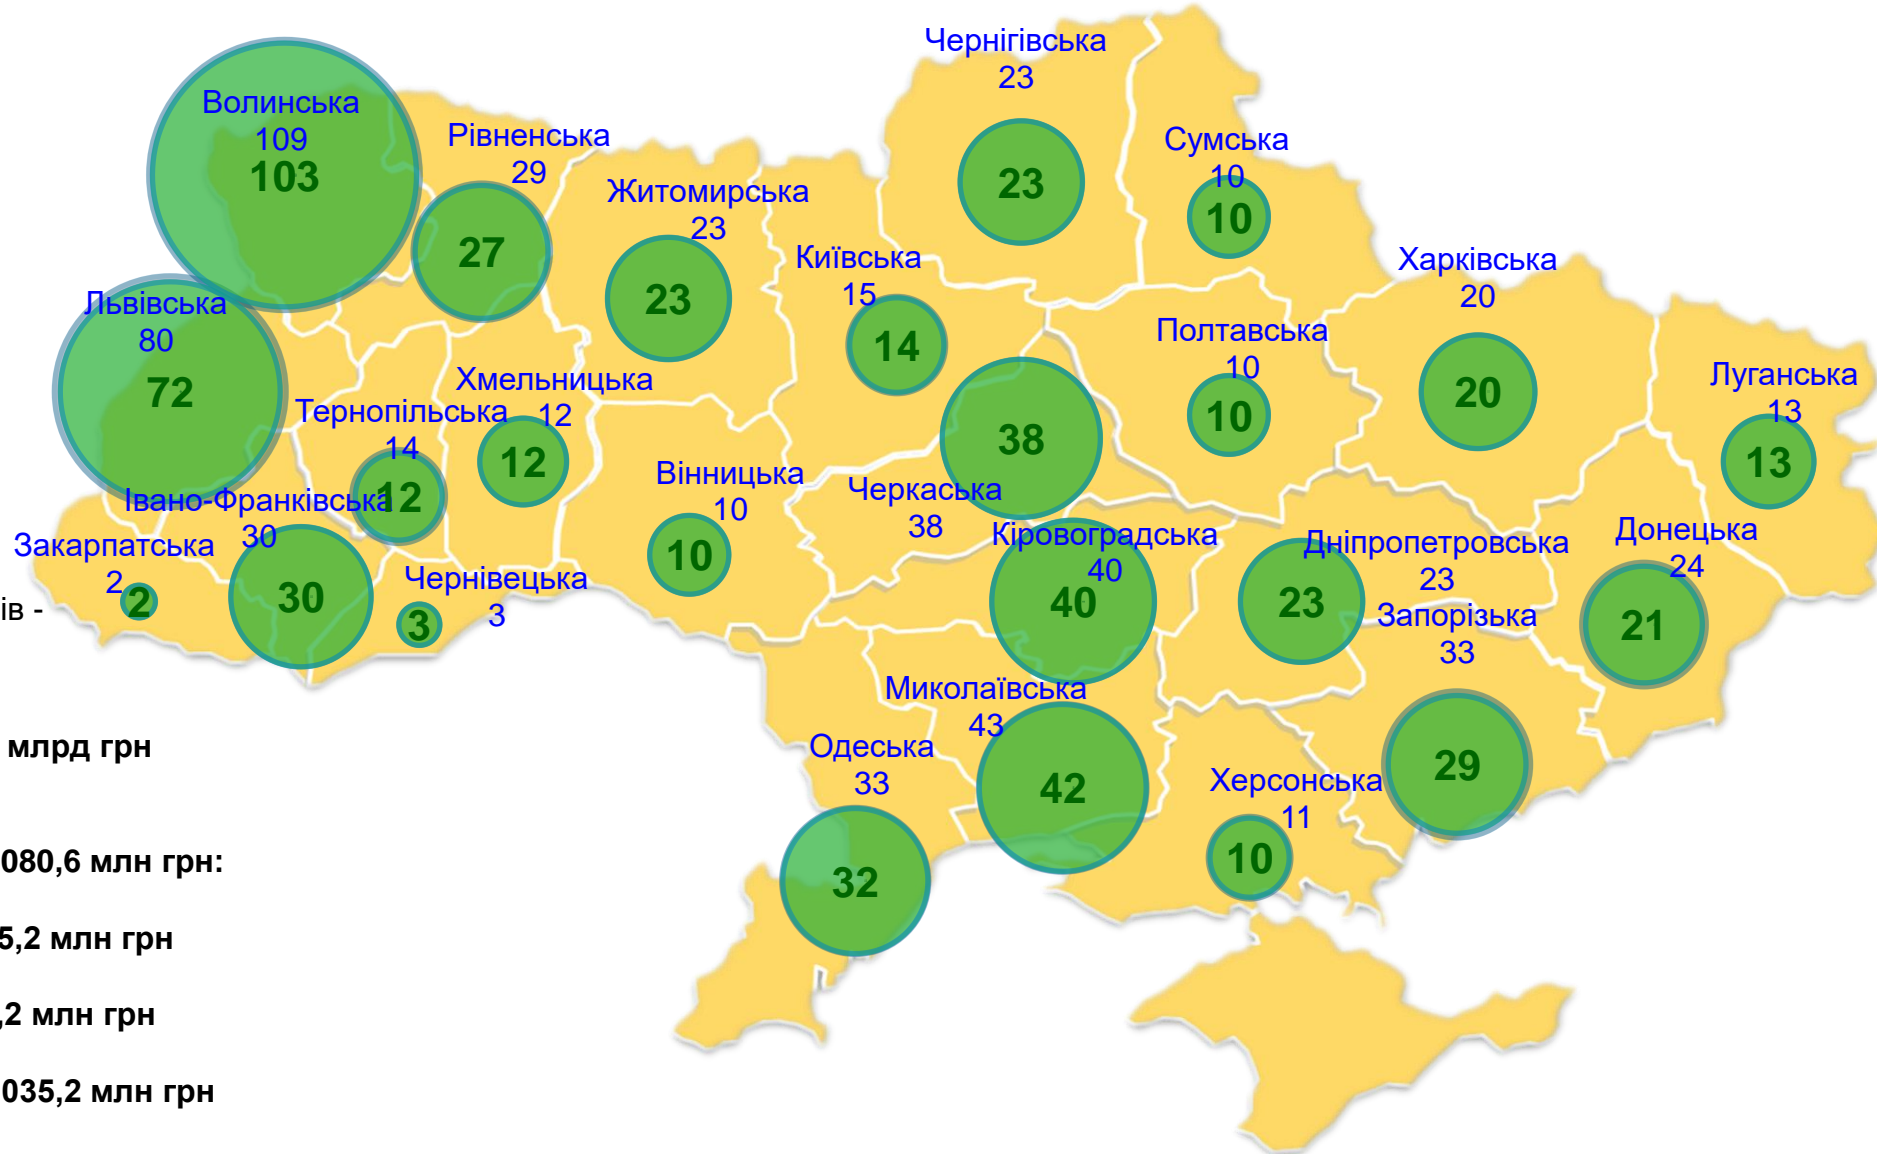 Чернігівська
23
23
Волинська
109
103
Рівненська
29
27
Сумська
10
10
Житомирська
23
23
Київська
15
14
Харківська
20
20
Львівська
80
72
Полтавська
10
10
Луганська
13
13
Хмельницька
12
12
Тернопільська
14
12
38
Черкаська
38
Вінницька
10
10
Івано-Франківська
30
30
Закарпатська
2
2
Чернівецька
3
3
Кіровоградська
40
40
Дніпропетровська
23
23
Донецька
24
21
Запорізька
33
29
ів -
Миколаївська
43
42
Одеська
33
32
Херсонська
11
10
млрд грн
080,6 млн грн:
5,2 млн грн
,2 млн грн
035,2 млн грн